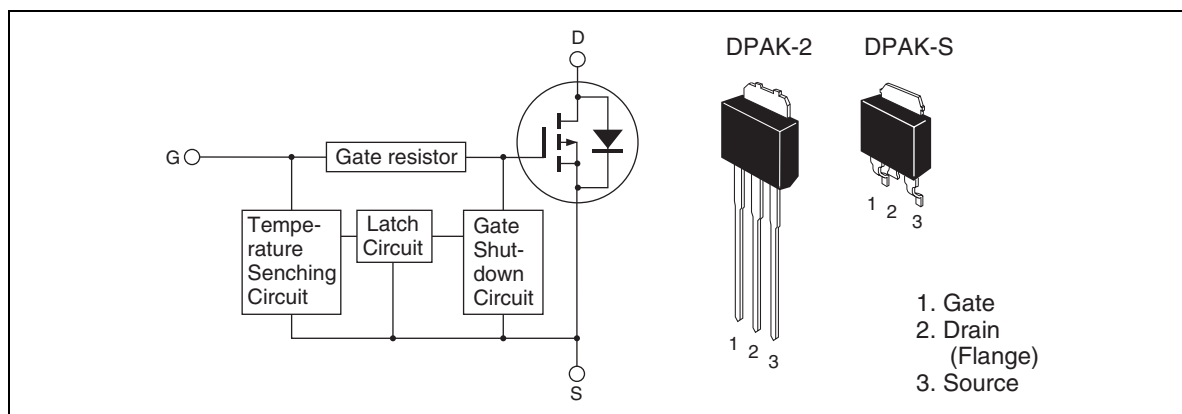 D
G
Gate resistor
Tempe-
rature
Senching
Circuit
Latch
Circuit
Gate
Shut-
down
Circuit
S
DPAK-2
DPAK-S
1 2 3
1 2 3
1. Gate
2. Drain
(Flange)
3. Source